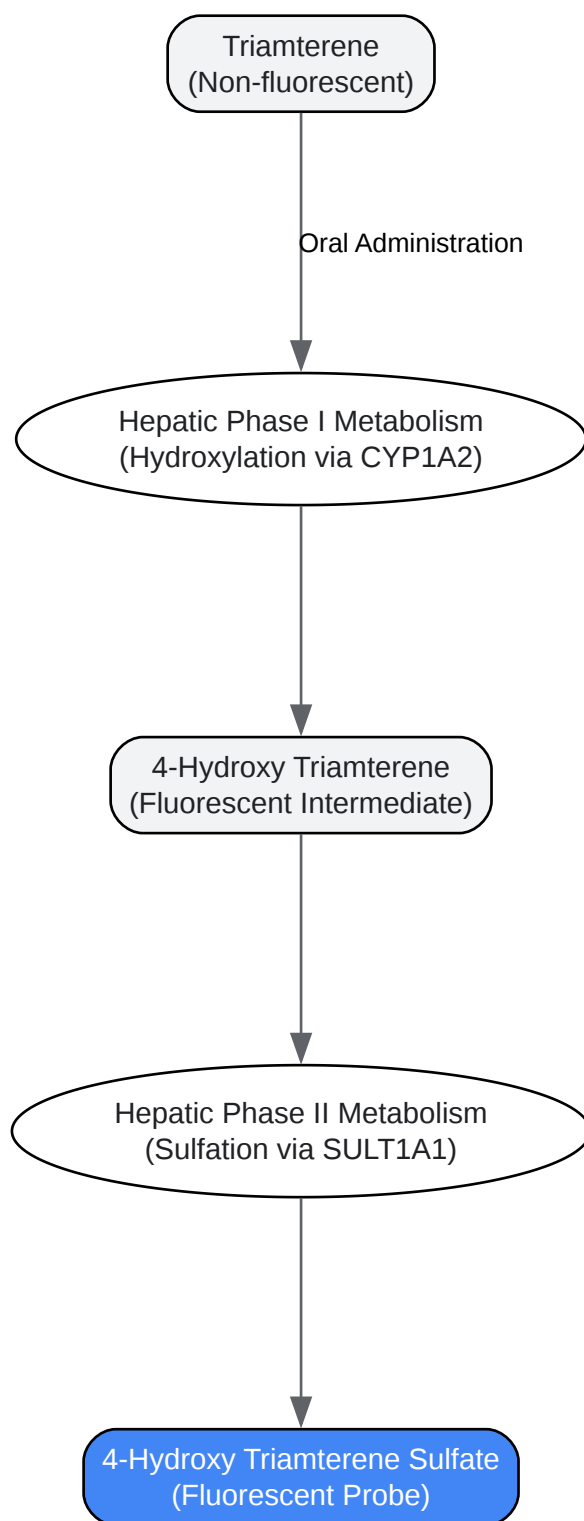 Triamterene
(Non-fluorescent)
Oral Administration
Hepatic Phase I Metabolism
(Hydroxylation via CYP1A2)
4-Hydroxy Triamterene
(Fluorescent Intermediate)
Hepatic Phase II Metabolism
(Sulfation via SULT1A1)
4-Hydroxy Triamterene Sulfate
(Fluorescent Probe)